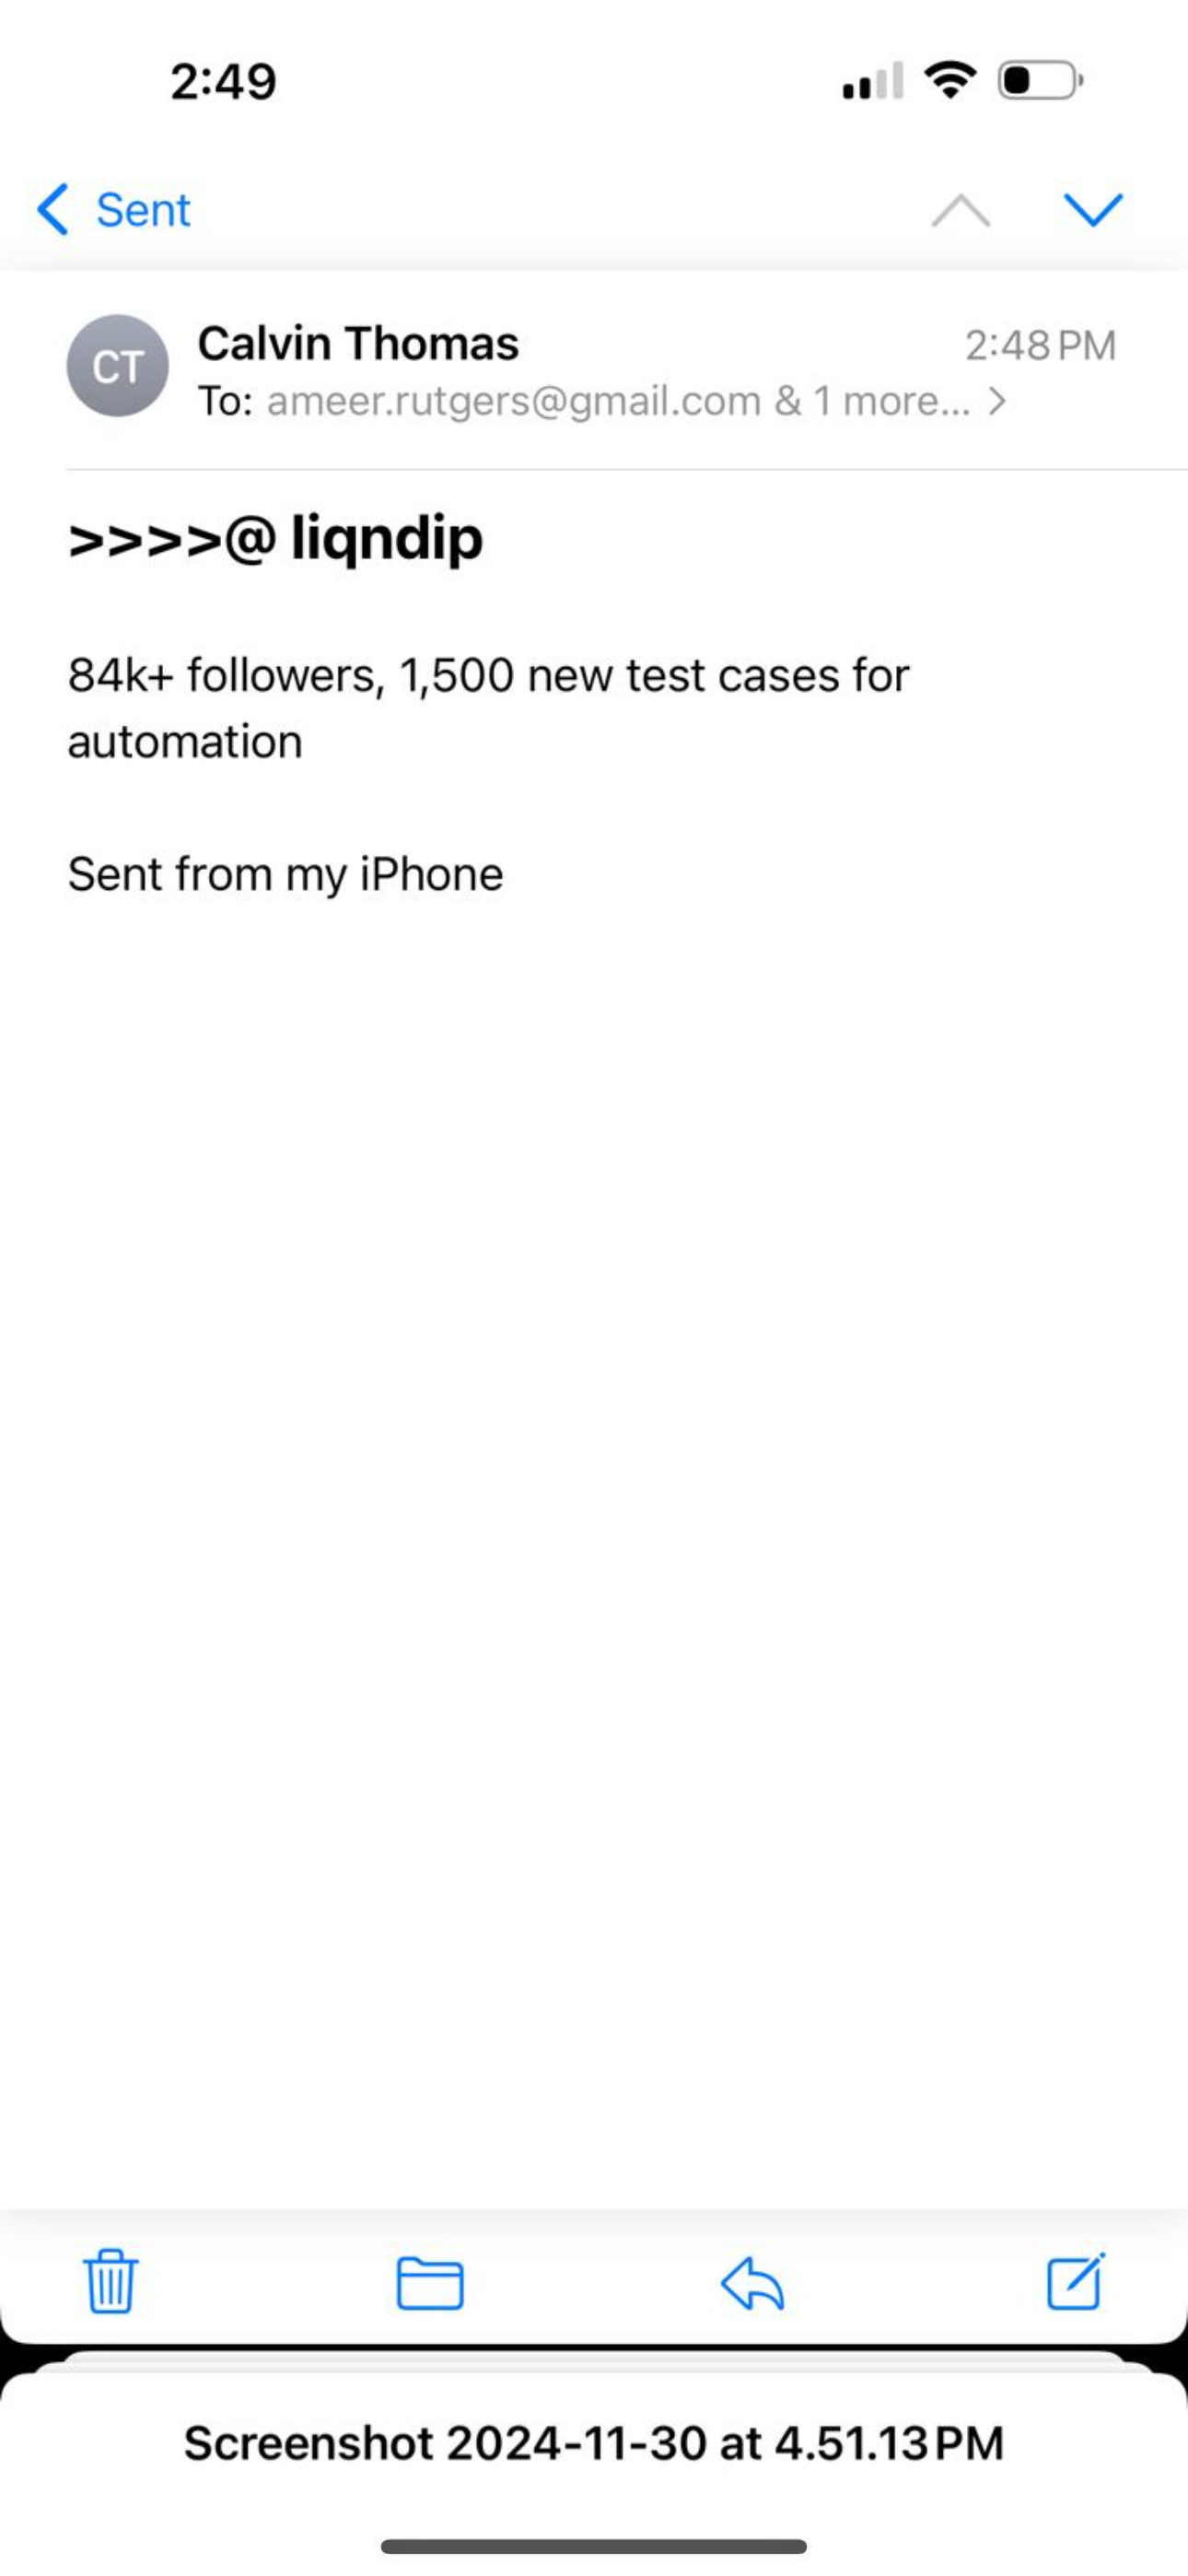 2:49
Sent
CT
Calvin Thomas
2:48 PM
To: ameer.rutgers@gmail.com & 1 more...
>>>>@ liqndip
84k+ followers, 1,500 new test cases for
automation
Sent from my iPhone
Screenshot 2024-11-30 at 4.51.13 PM